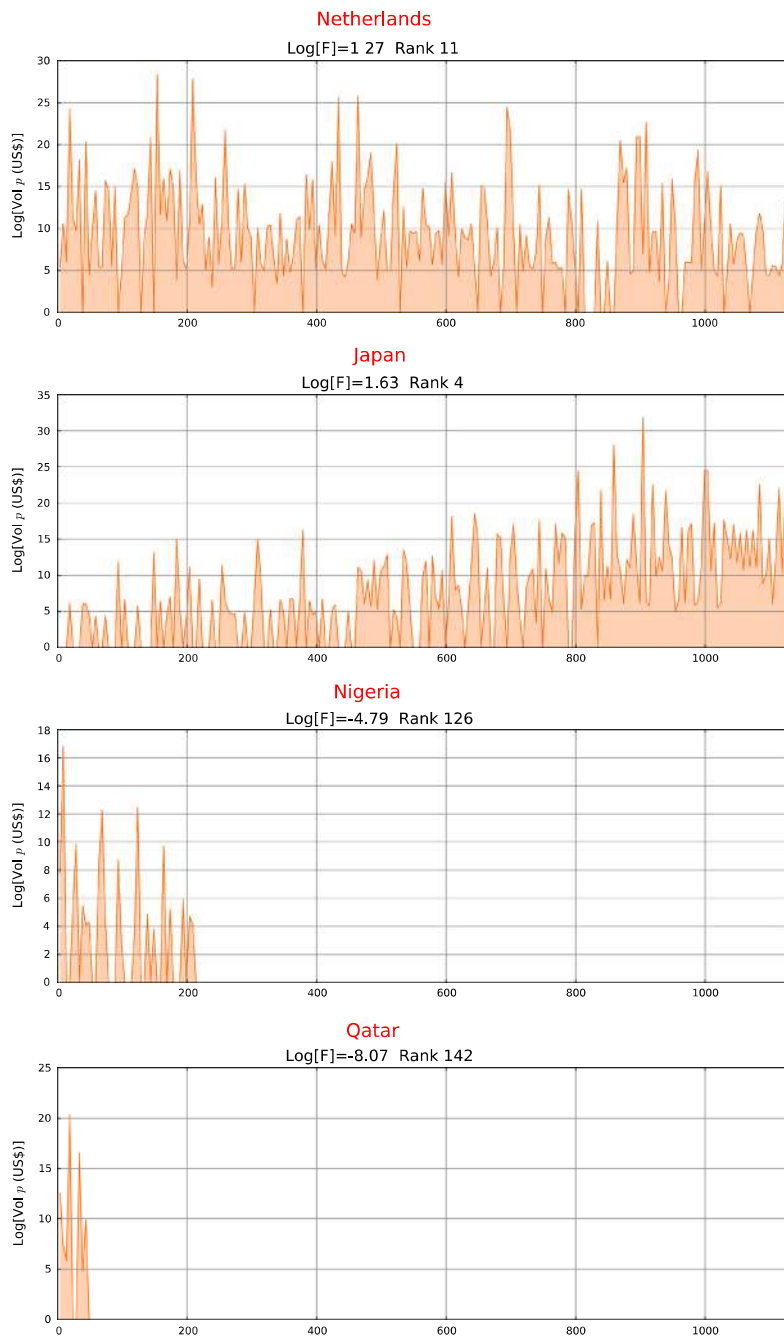 Netherlands
Log[F]=1 27 Rank 11
30
25
20
15
10
5
0
Log[Vol p (US$)]
0 200 400 600 800 1000
Japan
Log[F]=1.63 Rank 4
35
30
25
20
15
10
5
0
Log[Vol p (US$)]
0 200 400 600 800 1000
Nigeria
Log[F]=-4.79 Rank 126
18
16
14
12
10
8
6
4
2
0
Log[Vol p (US$)]
0 200 400 600 800 1000
Qatar
Log[F]=-8.07 Rank 142
25
20
15
10
5
0
Log[Vol p (US$)]
0 200 400 600 800 1000